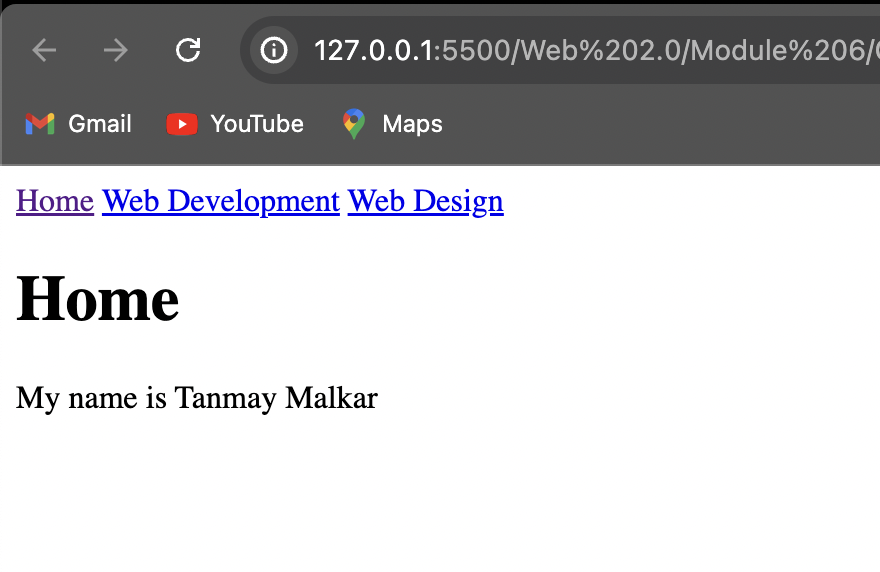 127.0.0.1:5500/Web%202.0/Module%206/
Gmail YouTube Maps
Home Web Development Web Design
Home
My name is Tanmay Malkar